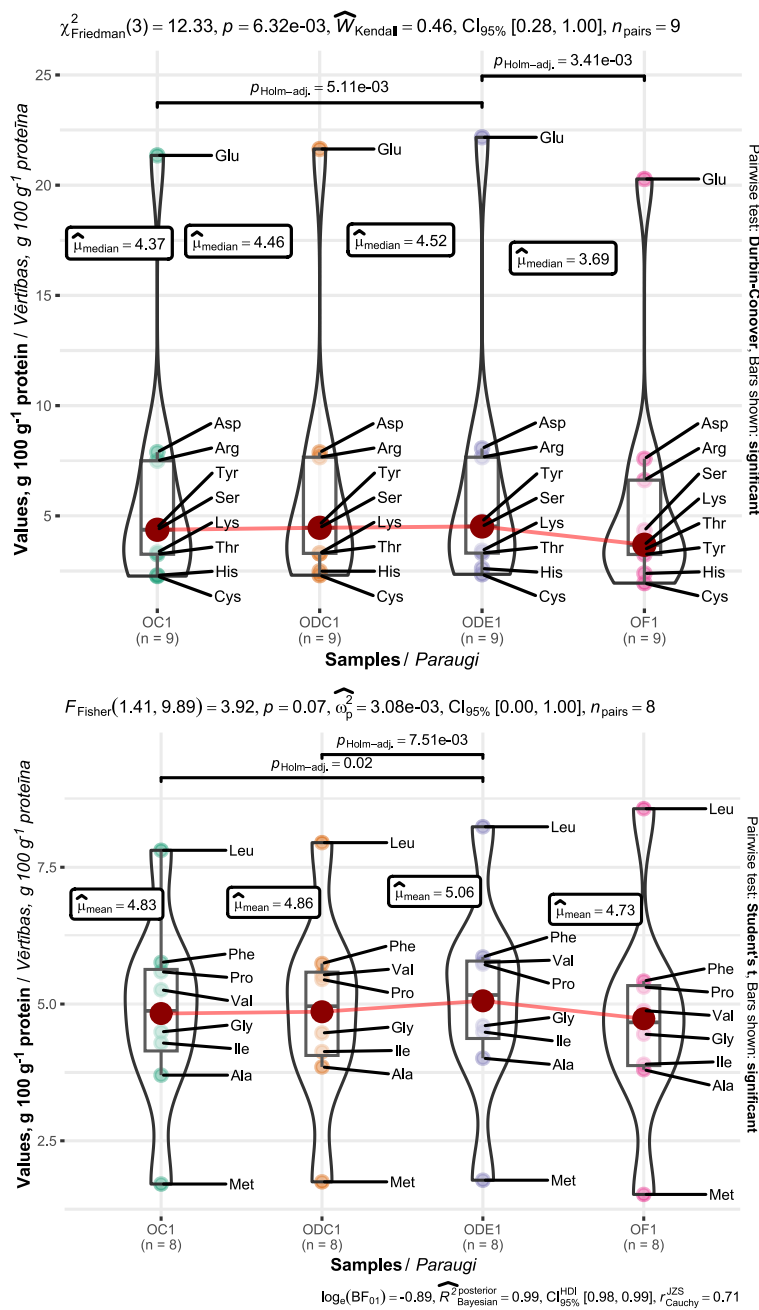 χ²Friedman(3) = 12.33, p = 6.32e-03, ŴKendall = 0.46, CI95% [0.28, 1.00], npairs = 9
pHolm-adj. = 3.41e-03
pHolm-adj. = 5.11e-03
25
20
15
10
5
Values, g 100 g⁻¹ protein / Vērtības, g 100 g⁻¹ proteīna
Glu
Glu
Glu
Glu
μ̂median = 4.37
μ̂median = 4.46
μ̂median = 4.52
μ̂median = 3.69
Asp
Arg
Tyr
Ser
Lys
Thr
His
Cys
Asp
Arg
Tyr
Ser
Lys
Thr
His
Cys
Asp
Arg
Tyr
Ser
Lys
Thr
His
Cys
Asp
Arg
Ser
Lys
Thr
Tyr
His
Cys
Pairwise test: Durbin-Conover, Bars shown: significant
OC1
(n = 9)
ODC1
(n = 9)
ODE1
(n = 9)
OF1
(n = 9)
Samples / Paraugi
FFisher(1.41, 9.89) = 3.92, p = 0.07, ω̂²p = 3.08e-03, CI95% [0.00, 1.00], npairs = 8
pHolm-adj. = 7.51e-03
pHolm-adj. = 0.02
7.5
5.0
2.5
Values, g 100 g⁻¹ protein / Vērtības, g 100 g⁻¹ proteīna
Leu
Leu
Leu
Leu
μ̂mean = 4.83
μ̂mean = 4.86
μ̂mean = 5.06
μ̂mean = 4.73
Phe
Pro
Val
Gly
Ile
Ala
Met
Phe
Val
Pro
Gly
Ile
Ala
Met
Phe
Val
Pro
Gly
Ile
Ala
Met
Phe
Pro
Val
Gly
Ile
Ala
Met
Pairwise test: Student's t, Bars shown: significant
OC1
(n = 8)
ODC1
(n = 8)
ODE1
(n = 8)
OF1
(n = 8)
Samples / Paraugi
logₑ(BF01) = -0.89, R̂²posteriorBayesian = 0.99, CIHDI95% [0.98, 0.99], rJZSCauchy = 0.71